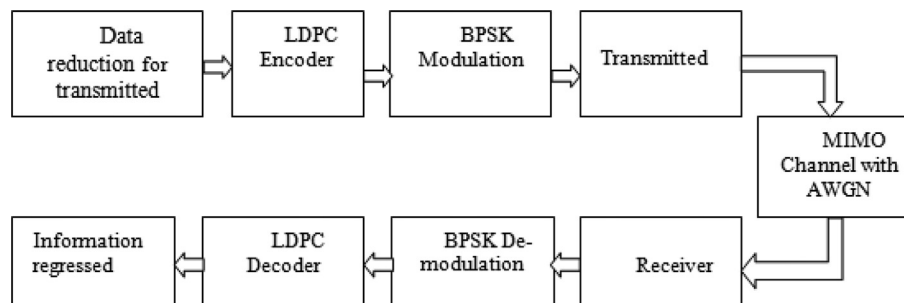 Data
reduction for
transmitted
LDPC
Encoder
BPSK
Modulation
Transmitted
MIMO
Channel with
AWGN
Receiver
BPSK De-
modulation
LDPC
Decoder
Information
regressed